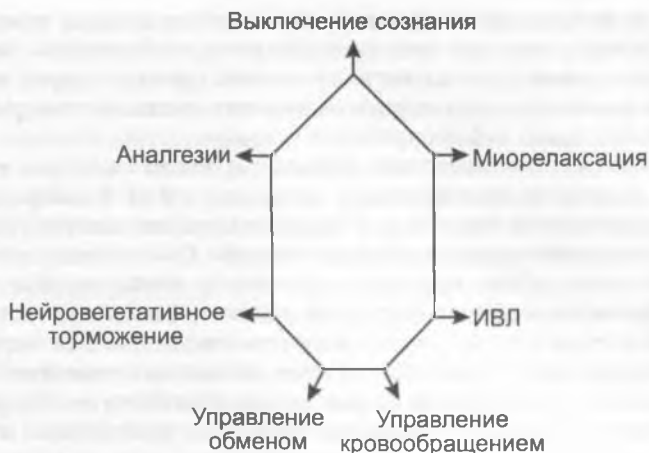 Выключение сознания
Аналгезии
Миорелаксация
Нейровегетативное
торможение
ИВЛ
Управление
обменом
Управление
кровообращением